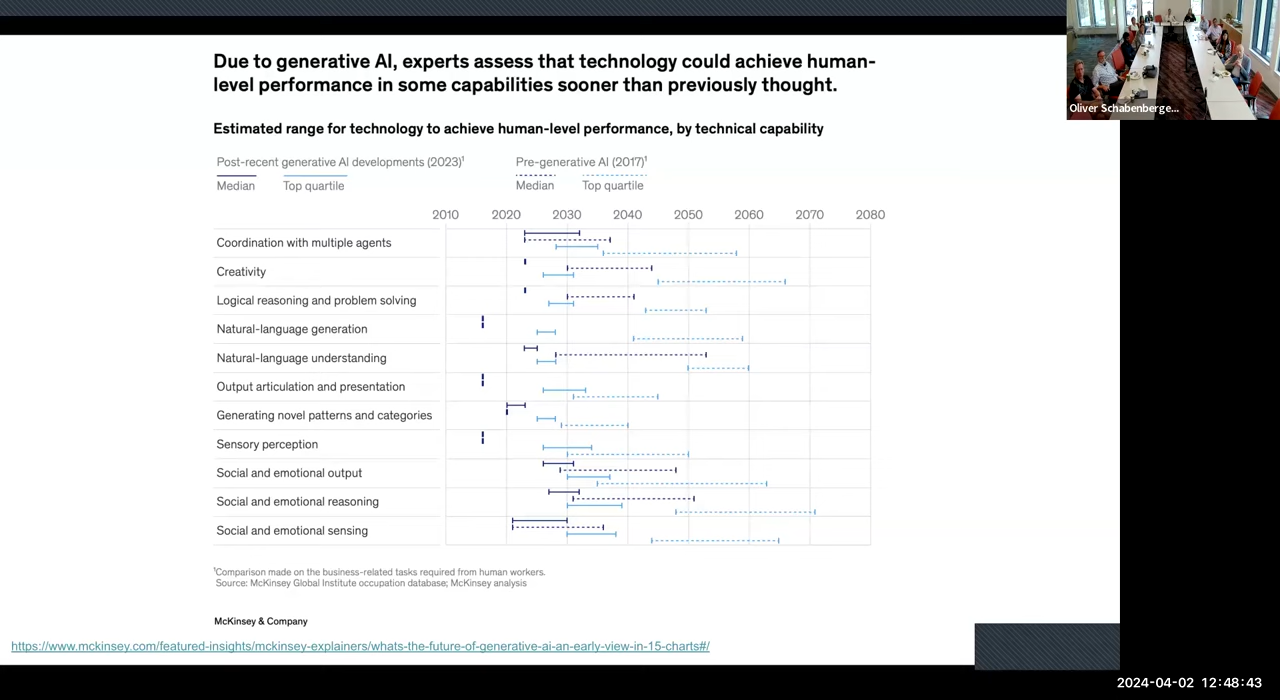 Due to generative AI, experts assess that technology could achieve human-
level performance in some capabilities sooner than previously thought.
Estimated range for technology to achieve human-level performance, by technical capability
Post-recent generative AI developments (2023)¹
Pre-generative AI (2017)¹
Median
Top quartile
Median
Top quartile
2010 2020 2030 2040 2050 2060 2070 2080
Coordination with multiple agents
Creativity
Logical reasoning and problem solving
Natural-language generation
Natural-language understanding
Output articulation and presentation
Generating novel patterns and categories
Sensory perception
Social and emotional output
Social and emotional reasoning
Social and emotional sensing
¹Comparison made on the business-related tasks required from human workers.
Source: McKinsey Global Institute occupation database; McKinsey analysis
McKinsey & Company
https://www.mckinsey.com/featured-insights/mckinsey-explainers/whats-the-future-of-generative-ai-an-early-view-in-15-charts#/
Oliver Schabenberge...
2024-04-02 12:48:43